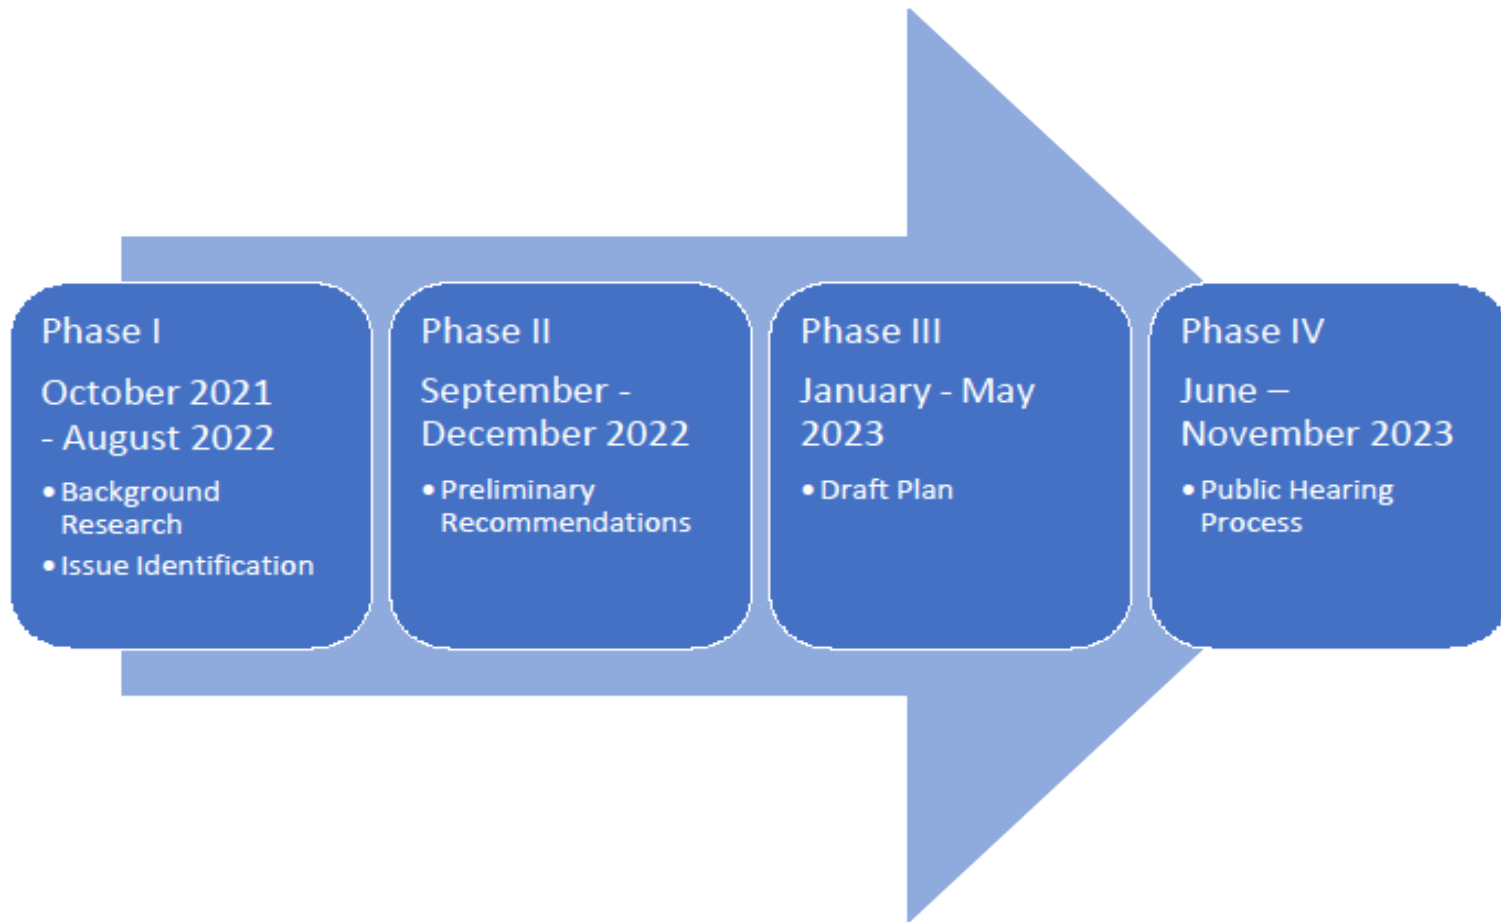 Phase I
October 2021
- August 2022
• Background
Research
• Issue Identification
Phase II
September -
December 2022
• Preliminary
Recommendations
Phase III
January - May
2023
• Draft Plan
Phase IV
June –
November 2023
• Public Hearing
Process